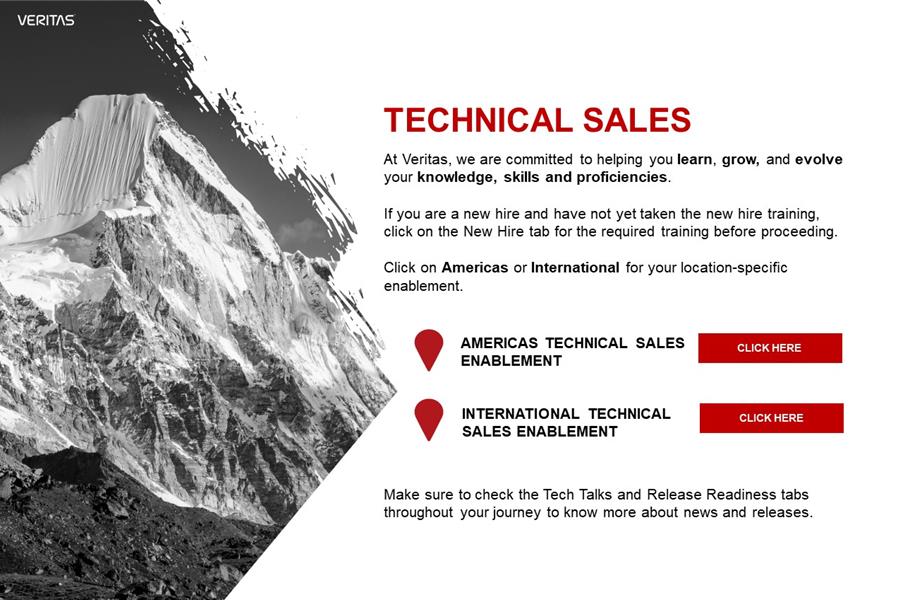 VERITAS
TECHNICAL SALES
At Veritas, we are committed to helping you learn, grow, and evolve
your knowledge, skills and proficiencies.
If you are a new hire and have not yet taken the new hire training,
click on the New Hire tab for the required training before proceeding.
Click on Americas or International for your location-specific
enablement.
AMERICAS TECHNICAL SALES
ENABLEMENT
CLICK HERE
INTERNATIONAL TECHNICAL
SALES ENABLEMENT
CLICK HERE
Make sure to check the Tech Talks and Release Readiness tabs
throughout your journey to know more about news and releases.